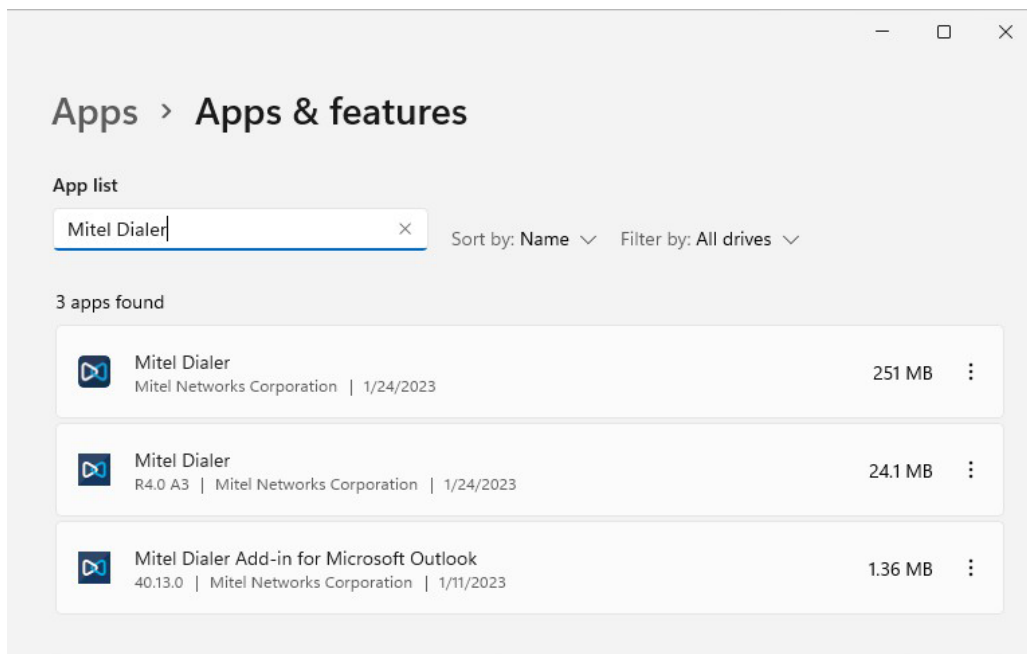 Apps > Apps & features
App list
Mitel Dialer
Sort by: Name Filter by: All drives
3 apps found
Mitel Dialer
Mitel Networks Corporation | 1/24/2023
251 MB
Mitel Dialer
R4.0 A3 | Mitel Networks Corporation | 1/24/2023
24.1 MB
Mitel Dialer Add-in for Microsoft Outlook
40.13.0 | Mitel Networks Corporation | 1/11/2023
1.36 MB